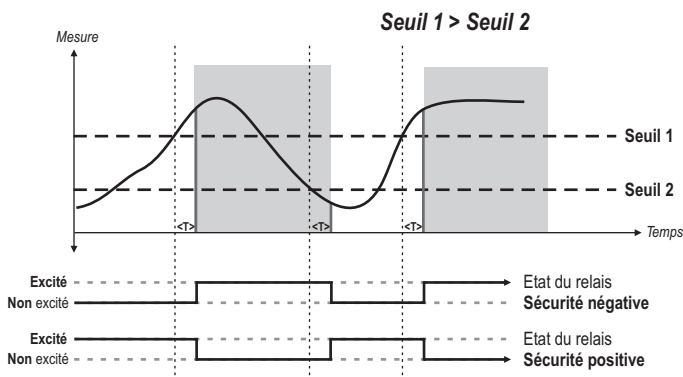 Seuil 1 > Seuil 2
Mesure
Seuil 1
Seuil 2
<T>
<T>
<T>
Temps
Excité
Etat du relais
Non excité
Sécurité négative
Excité
Etat du relais
Non excité
Sécurité positive